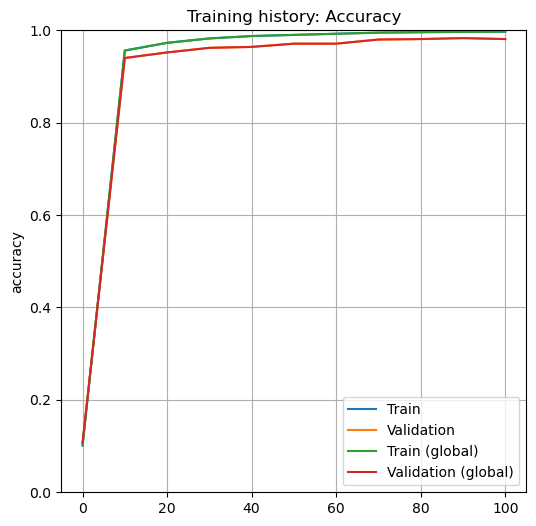 Training history: Accuracy
1.0
0.8
0.6
0.4
0.2
0.0
accuracy
Train
Validation
Train (global)
Validation (global)
0 20 40 60 80 100